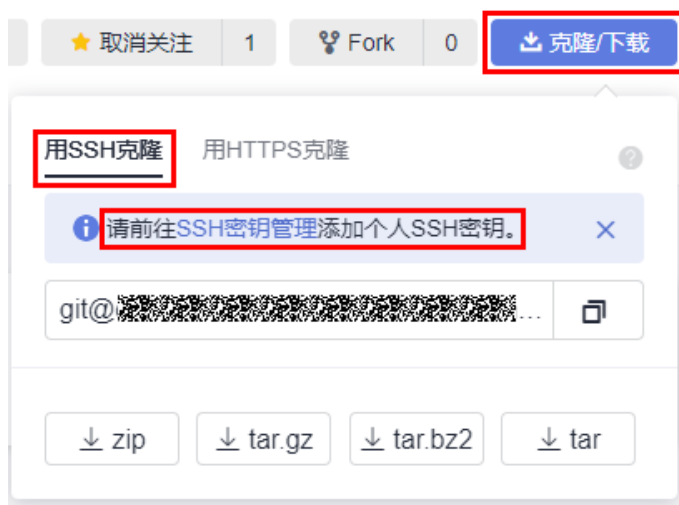 取消关注 1 Fork 0 克隆/下载
用SSH克隆 用HTTPS克隆
请前往SSH密钥管理添加个人SSH密钥。
git@ ...
zip tar.gz tar.bz2 tar